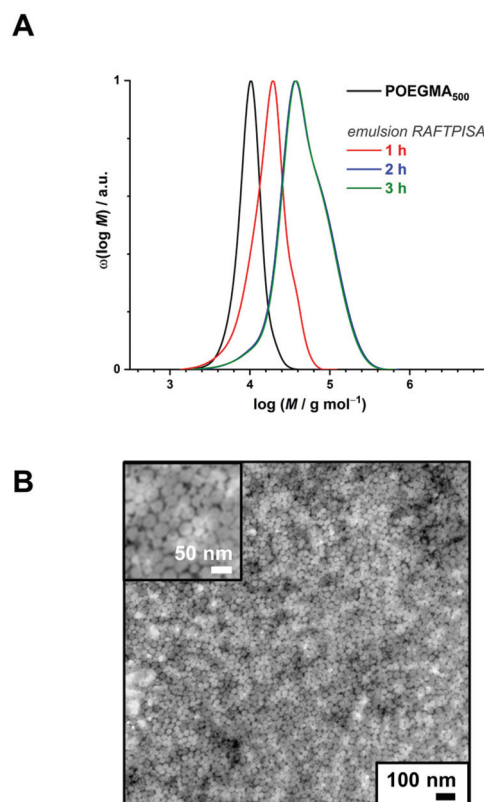 A
1
POEGMA₅₀₀
emulsion RAFTPISA
1 h
2 h
3 h
ω(log M) / a.u.
0
3 4 5 6
log (M / g mol⁻¹)
B
50 nm
100 nm